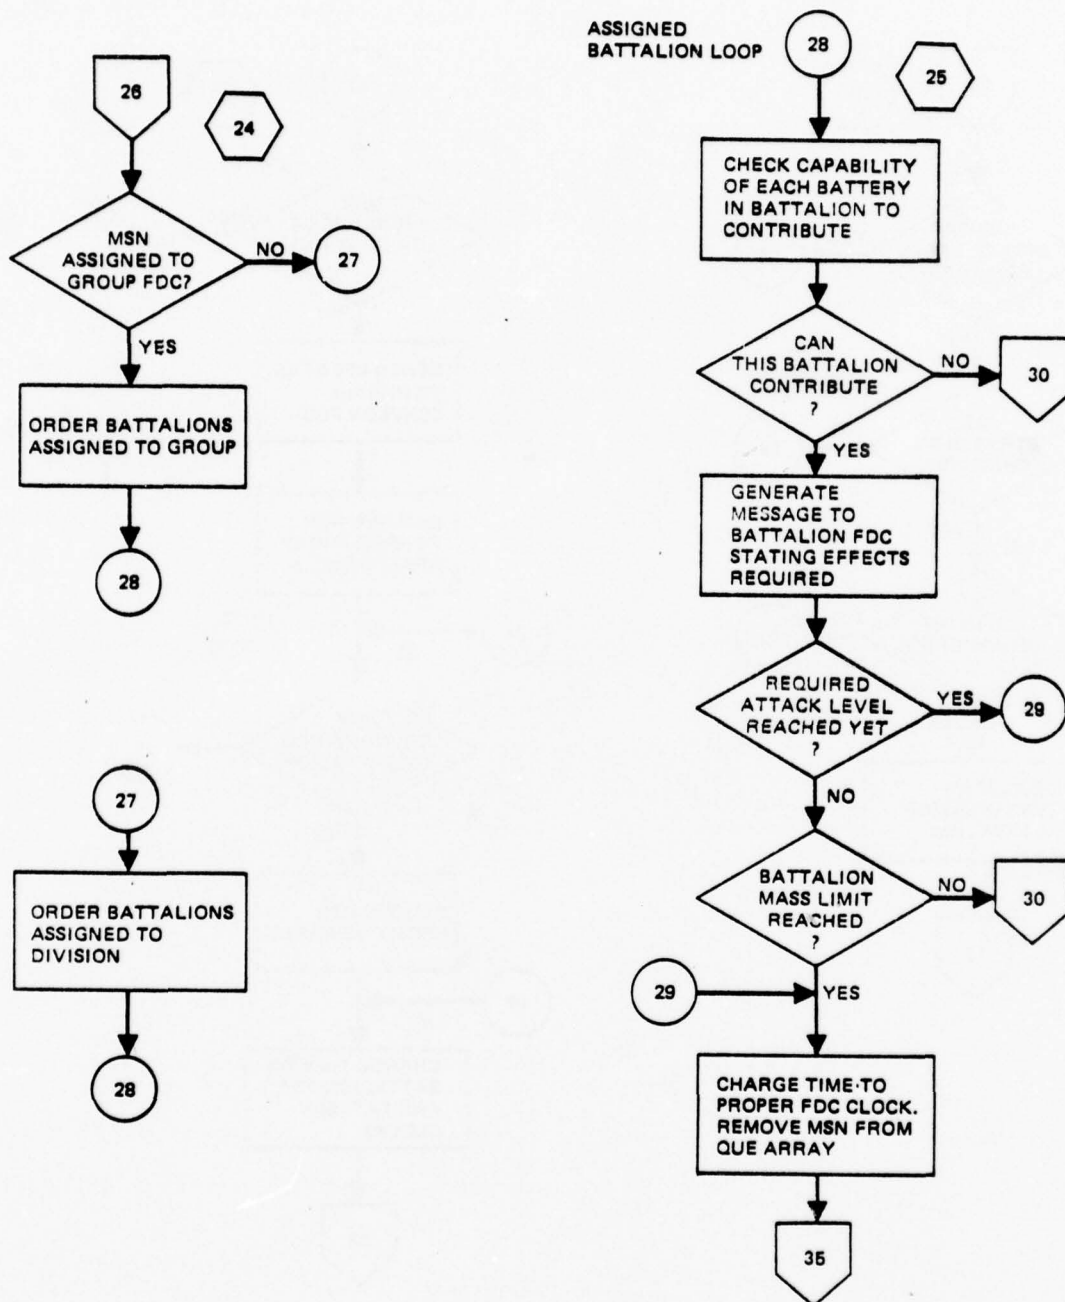 26
24
MSN
ASSIGNED TO
GROUP FDC?
NO
27
YES
ORDER BATTALIONS
ASSIGNED TO GROUP
28
27
ORDER BATTALIONS
ASSIGNED TO
DIVISION
28
ASSIGNED
BATTALION LOOP
28
25
CHECK CAPABILITY
OF EACH BATTERY
IN BATTALION TO
CONTRIBUTE
CAN
THIS BATTALION
CONTRIBUTE
?
NO
30
YES
GENERATE
MESSAGE TO
BATTALION FDC
STATING EFFECTS
REQUIRED
REQUIRED
ATTACK LEVEL
REACHED YET
?
YES
29
NO
BATTALION
MASS LIMIT
REACHED
?
NO
30
29
YES
CHARGE TIME TO
PROPER FDC CLOCK.
REMOVE MSN FROM
QUE ARRAY
35